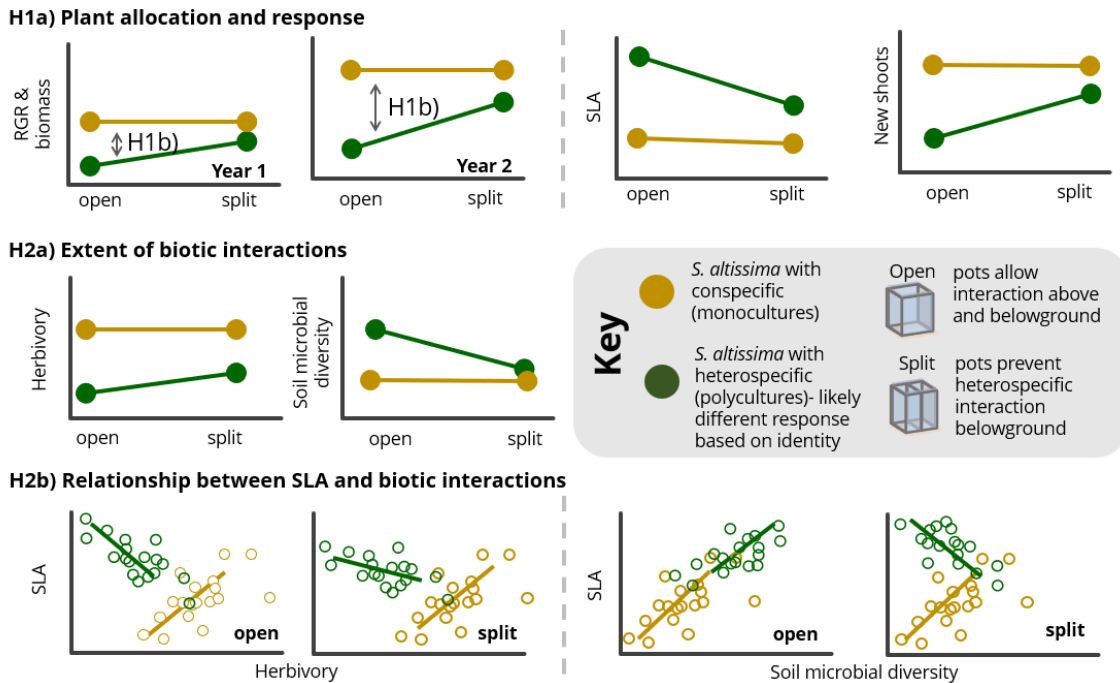 H1a) Plant allocation and response
RGR &
biomass
H1b)
Year 1
open
split
H1b)
Year 2
open
split
SLA
open
split
New shoots
open
split
H2a) Extent of biotic interactions
Herbivory
open
split
Soil microbial
diversity
open
split
Key
S. altissima with
conspecific
(monocultures)
S. altissima with
heterospecific
(polycultures)- likely
different response
based on identity
Open
pots allow
interaction above
and belowground
Split
pots prevent
heterospecific
interaction
belowground
H2b) Relationship between SLA and biotic interactions
SLA
open
split
Herbivory
SLA
open
split
Soil microbial diversity